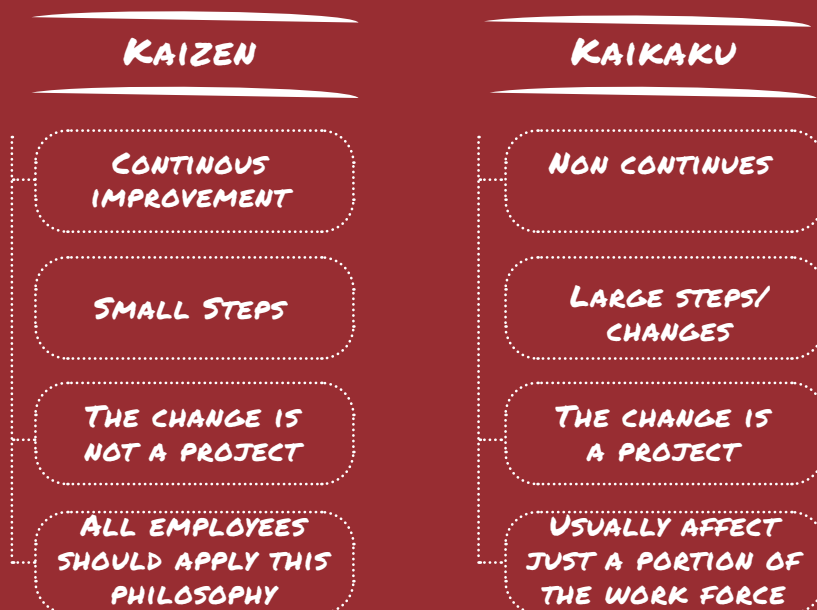 Kaizen
Continous
improvement
Small Steps
The change is
not a project
All employees
should apply this
philosophy
Kaikaku
Non continues
Large steps/
changes
The change is
a project
Usually affect
just a portion of
the work force